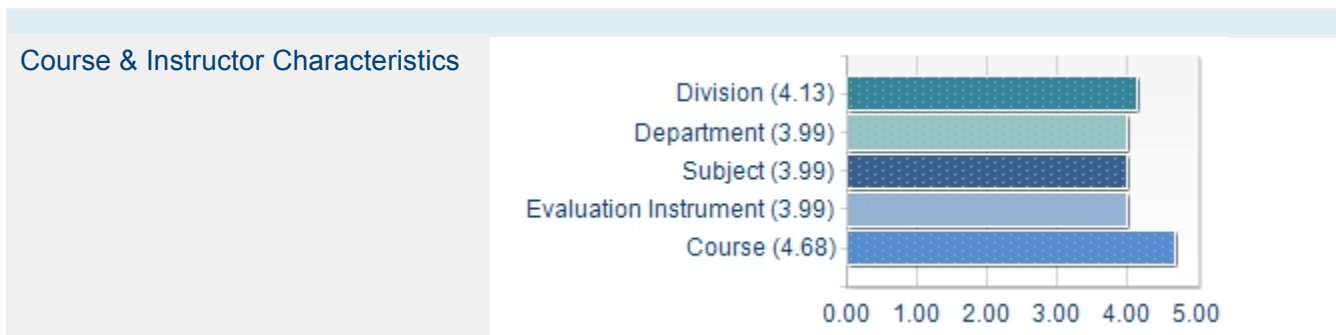 Course & Instructor Characteristics
Division (4.13)
Department (3.99)
Subject (3.99)
Evaluation Instrument (3.99)
Course (4.68)
0.00 1.00 2.00 3.00 4.00 5.00